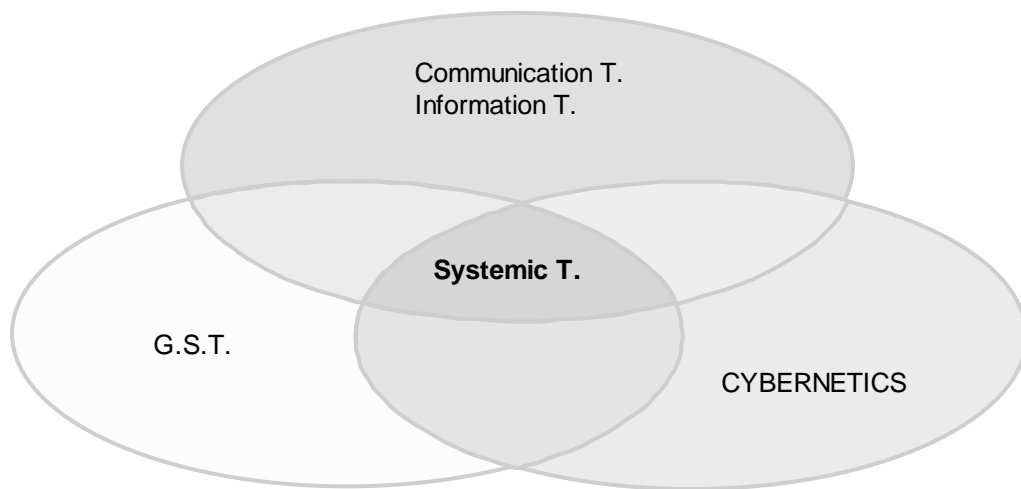 Communication T.
Information T.
Systemic T.
G.S.T.
CYBERNETICS